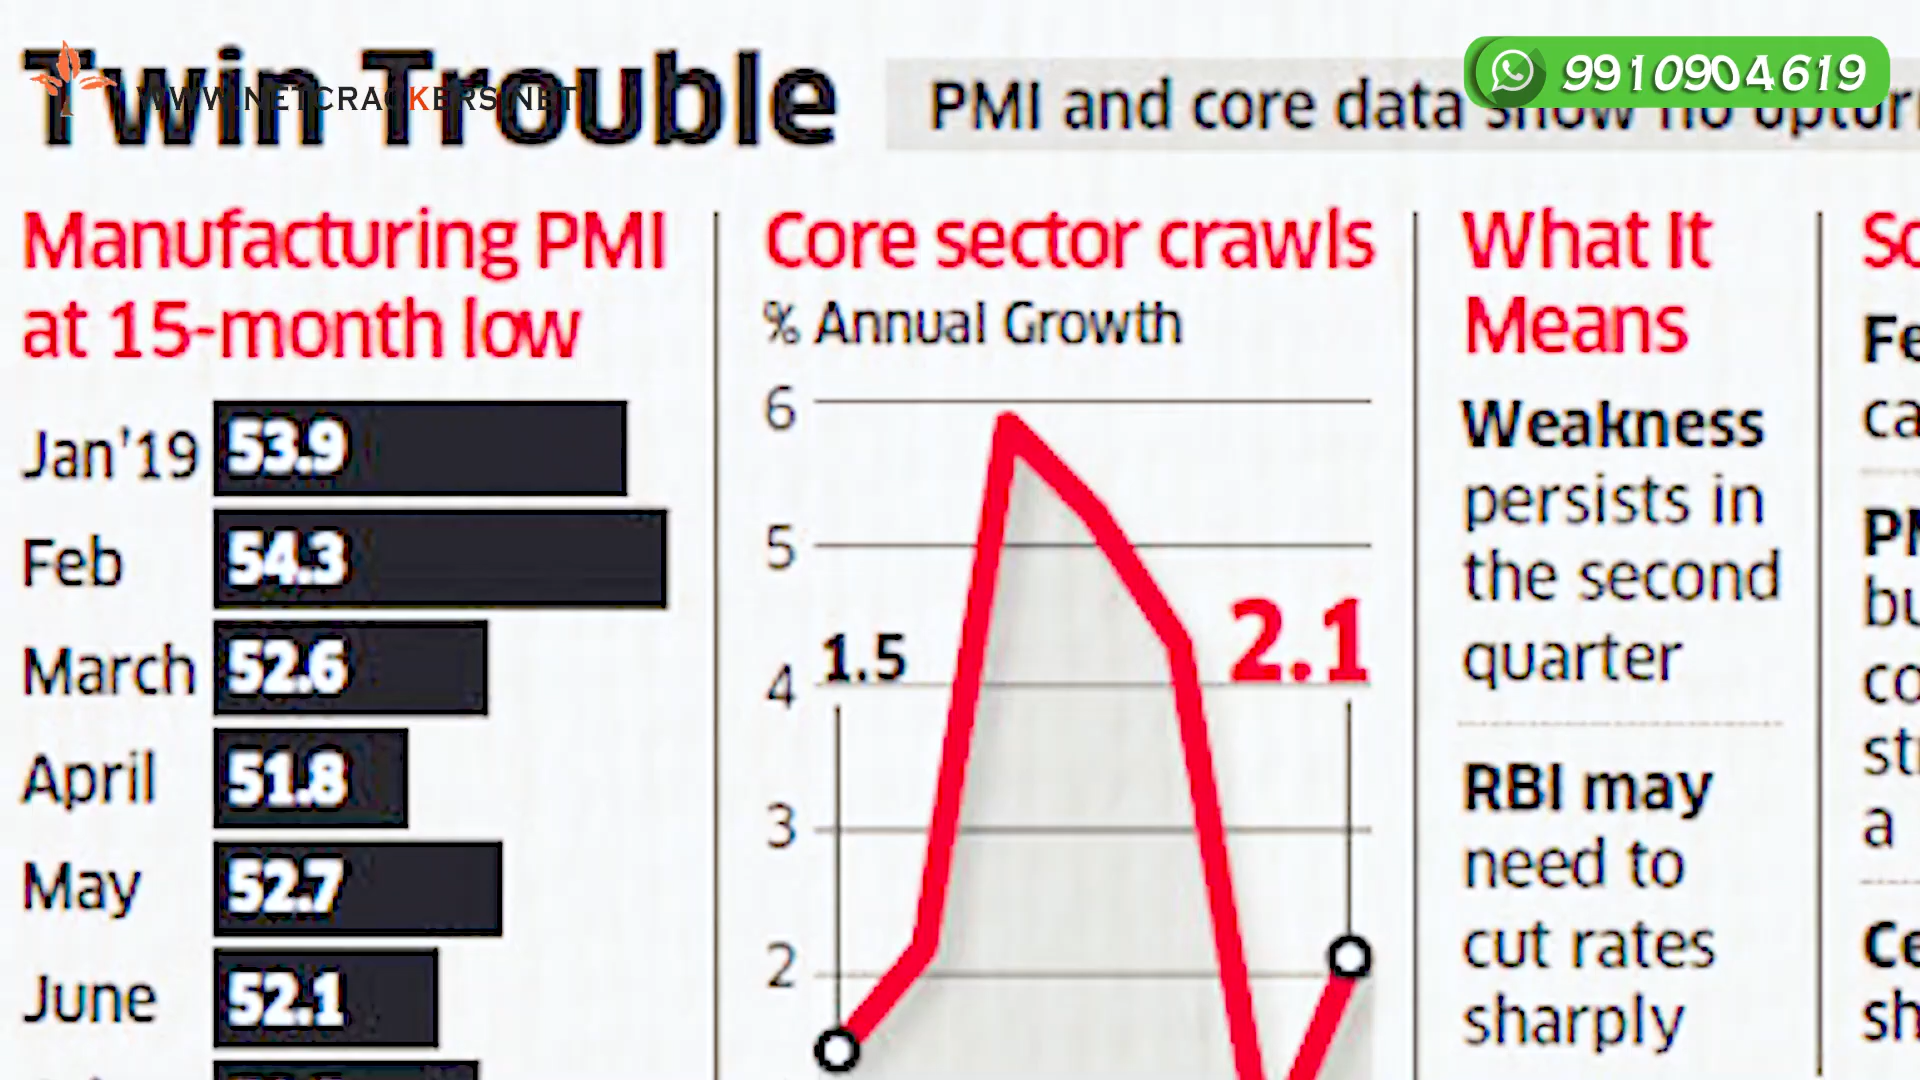 Twin Trouble
WWW.NETCRACKERS.NET
PMI and core data show no
9910904619
Manufacturing PMI
at 15-month low
Jan'19 53.9
Feb 54.3
March 52.6
April 51.8
May 52.7
June 52.1
Core sector crawls
% Annual Growth
6
5
4
3
2
1.5
2.1
What It
Means
Weakness
persists in
the second
quarter
RBI may
need to
cut rates
sharply
a